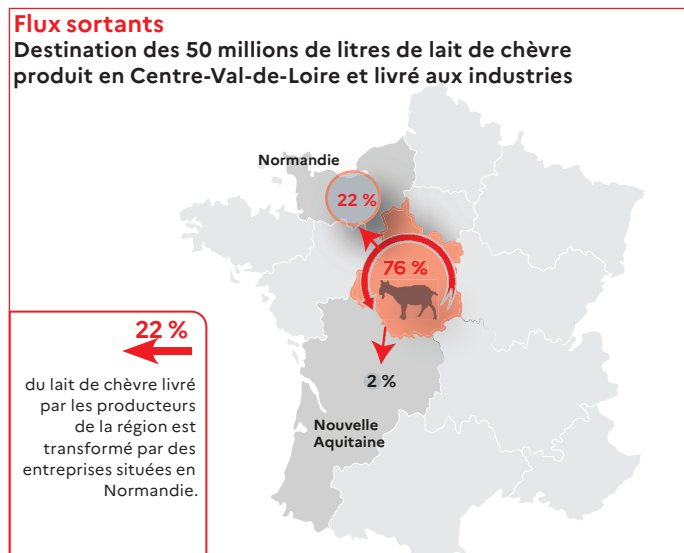 Flux sortants
Destination des 50 millions de litres de lait de chèvre
produit en Centre-Val-de-Loire et livré aux industries
Normandie
22 %
76 %
2 %
Nouvelle
Aquitaine
22 %
du lait de chèvre livré
par les producteurs
de la région est
transformé par des
entreprises situées en
Normandie.